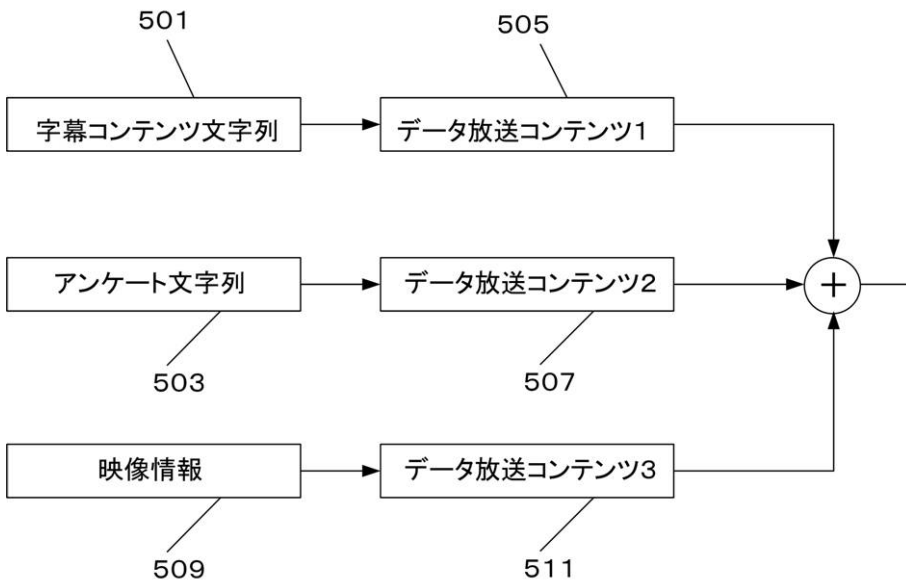 501
505
字幕コンテンツ文字列
データ放送コンテンツ1
アンケート文字列
データ放送コンテンツ2
+
503
507
映像情報
データ放送コンテンツ3
509
511